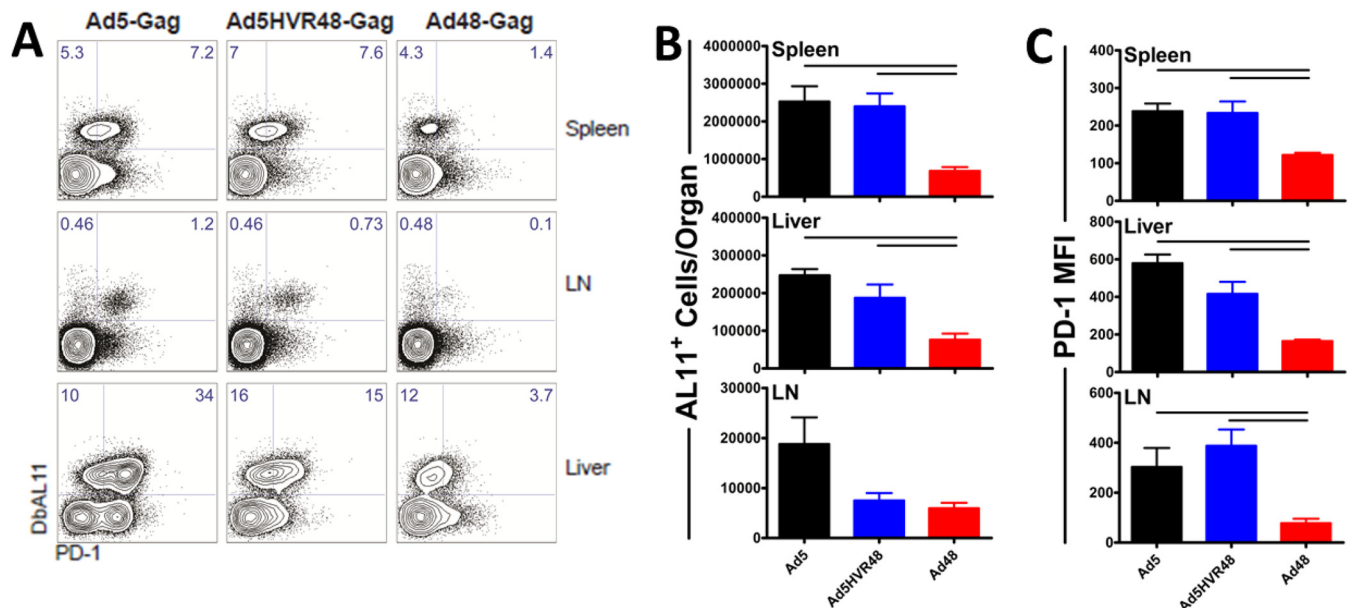 A
Ad5-Gag Ad5HVR48-Gag Ad48-Gag
5.3 7.2 7 7.6 4.3 1.4
Spleen
0.46 1.2 0.46 0.73 0.48 0.1
LN
10 34 16 15 12 3.7
Liver
DbAL11
PD-1
B
AL11+ Cells/Organ
Spleen
4000000
3000000
2000000
1000000
0
Liver
400000
300000
200000
100000
0
LN
30000
20000
10000
0
Ad5 Ad5HVR48 Ad48
C
PD-1 MFI
Spleen
400
300
200
100
0
Liver
800
600
400
200
0
LN
600
400
200
0
Ad5 Ad5HVR48 Ad48